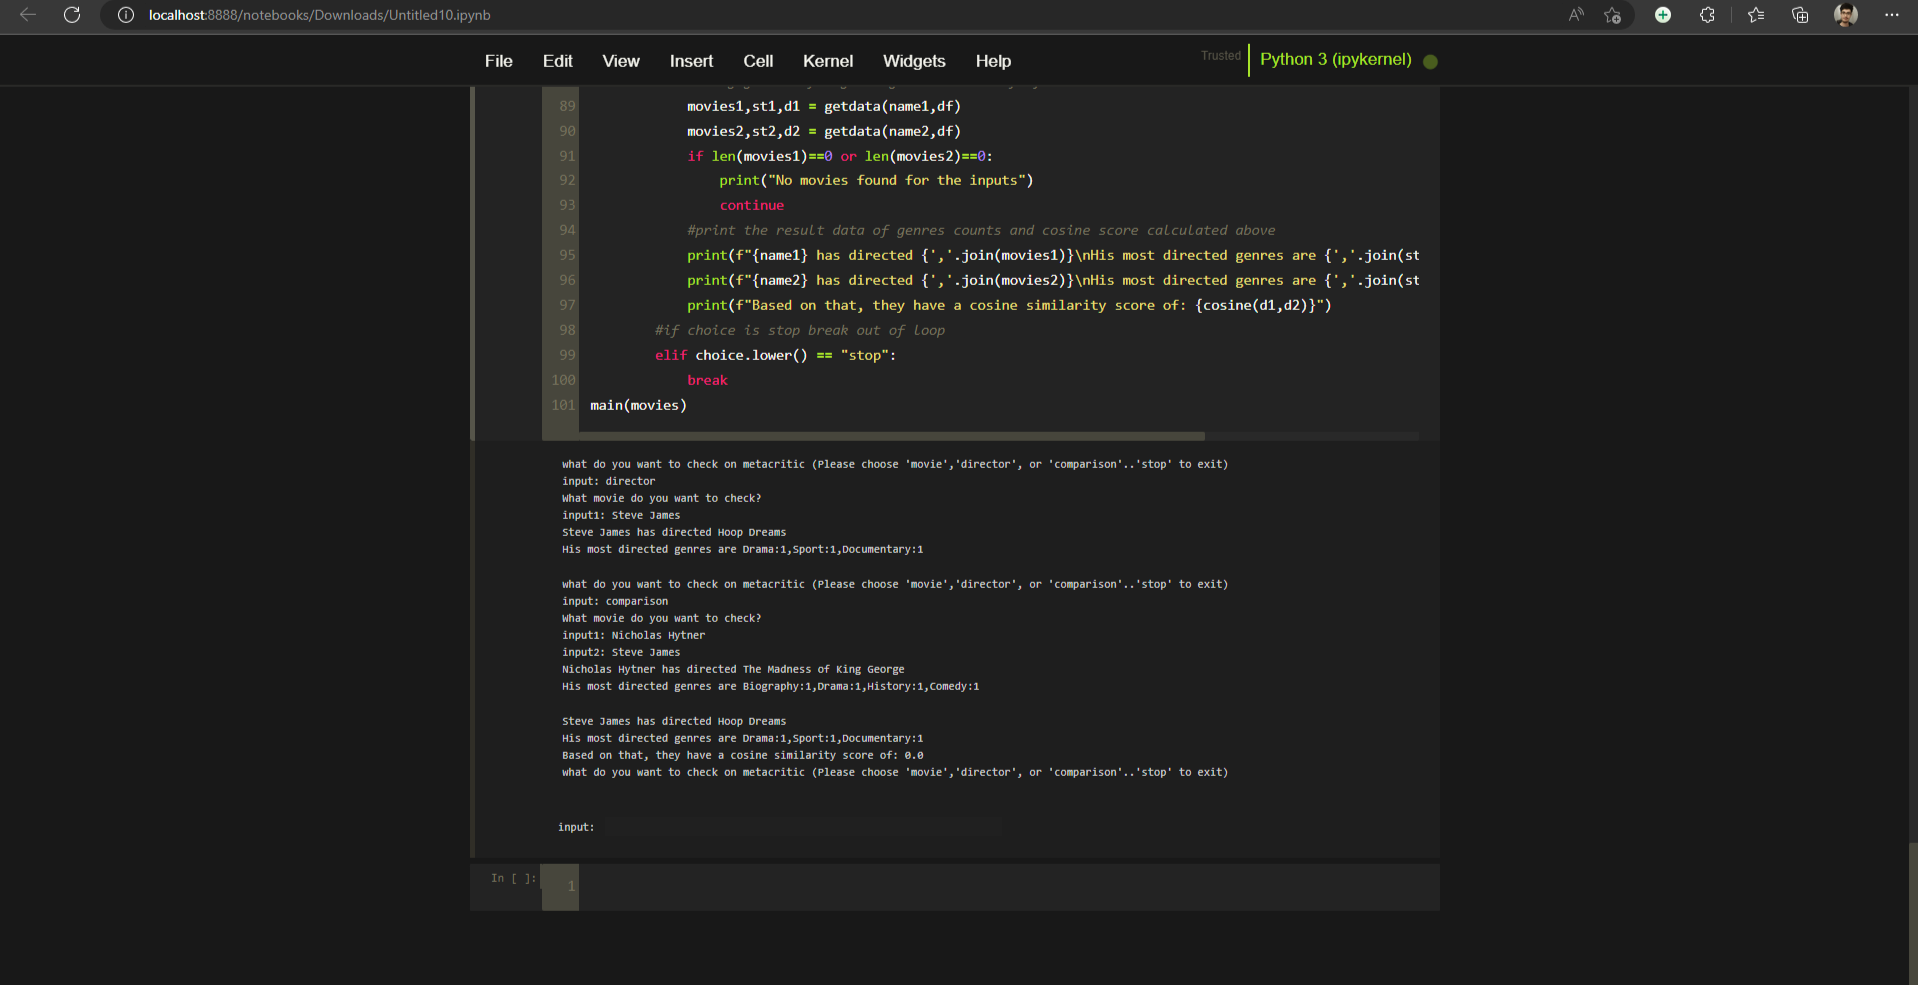 localhost:8888/notebooks/Downloads/Untitled10.ipynb
File Edit View Insert Cell Kernel Widgets Help
Trusted Python 3 (ipykernel)
89 movies1,st1,d1 = getdata(name1,df)
90 movies2,st2,d2 = getdata(name2,df)
91 if len(movies1)==0 or len(movies2)==0:
92 print("No movies found for the inputs")
93 continue
94 #print the result data of genres counts and cosine score calculated above
95 print(f"{name1} has directed {','.join(movies1)}\nHis most directed genres are {','.join(st
96 print(f"{name2} has directed {','.join(movies2)}\nHis most directed genres are {','.join(st
97 print(f"Based on that, they have a cosine similarity score of: {cosine(d1,d2)}")
98 #if choice is stop break out of loop
99 elif choice.lower() == "stop":
100 break
101 main(movies)
what do you want to check on metacritic (Please choose 'movie','director', or 'comparison'..'stop' to exit)
input: director
What movie do you want to check?
input1: Steve James
Steve James has directed Hoop Dreams
His most directed genres are Drama:1,Sport:1,Documentary:1
what do you want to check on metacritic (Please choose 'movie','director', or 'comparison'..'stop' to exit)
input: comparison
What movie do you want to check?
input1: Nicholas Hytner
input2: Steve James
Nicholas Hytner has directed The Madness of King George
His most directed genres are Biography:1,Drama:1,History:1,Comedy:1
Steve James has directed Hoop Dreams
His most directed genres are Drama:1,Sport:1,Documentary:1
Based on that, they have a cosine similarity score of: 0.0
what do you want to check on metacritic (Please choose 'movie','director', or 'comparison'..'stop' to exit)
input:
In [ ]: 1